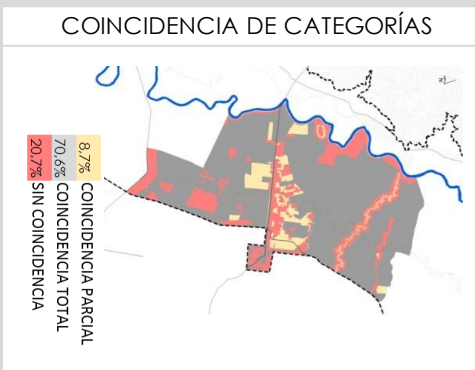 COINCIDENCIA DE CATEGORÍAS
8,7% COINCIDENCIA PARCIAL
70,6% COINCIDENCIA TOTAL
20,7% SIN COINCIDENCIA